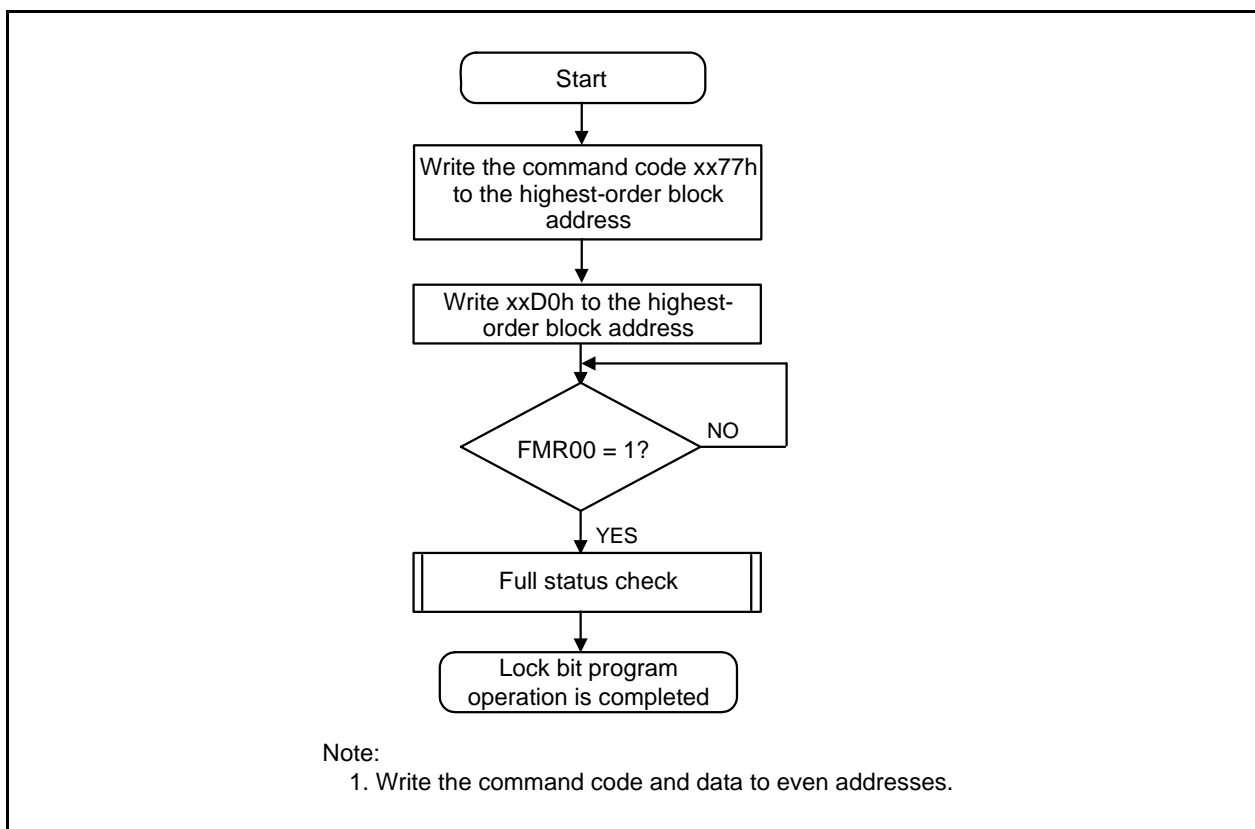 Start
Write the command code xx77h
to the highest-order block
address
Write xxD0h to the highest-
order block address
FMR00 = 1?
NO
YES
Full status check
Lock bit program
operation is completed
Note:
1. Write the command code and data to even addresses.